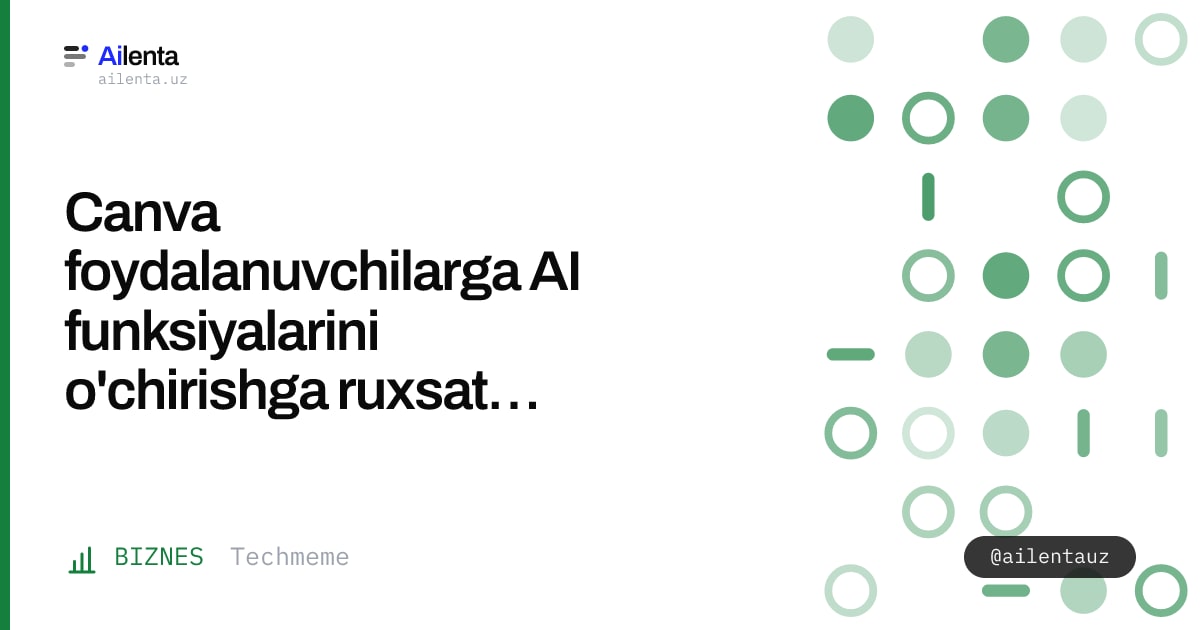 Ailenta
ailenta.uz
Canva
foydalanuvchilarga AI
funksiyalarini
o'chirishga ruxsat…
BIZNES Techmeme
@ailentauz